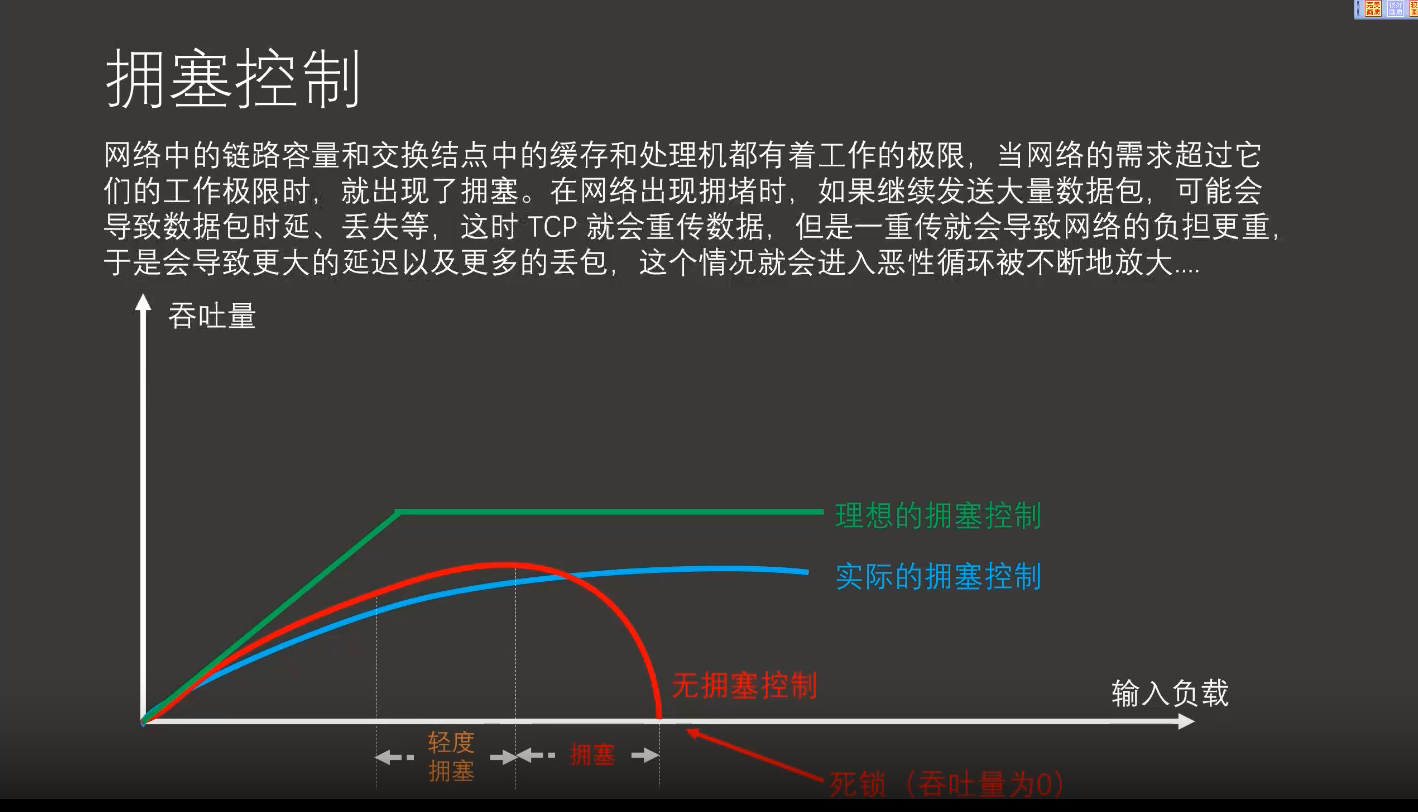 拥塞控制
网络中的链路容量和交换结点中的缓存和处理机都有着工作的极限，当网络的需求超过它
们的工作极限时，就出现了拥塞。在网络出现拥堵时，如果继续发送大量数据包，可能会
导致数据包时延、丢失等，这时 TCP 就会重传数据，但是一重传就会导致网络的负担更重，
于是会导致更大的延迟以及更多的丢包，这个情况就会进入恶性循环被不断地放大....
吞吐量
理想的拥塞控制
实际的拥塞控制
无拥塞控制
输入负载
轻度
拥塞
拥塞
死锁（吞吐量为0）